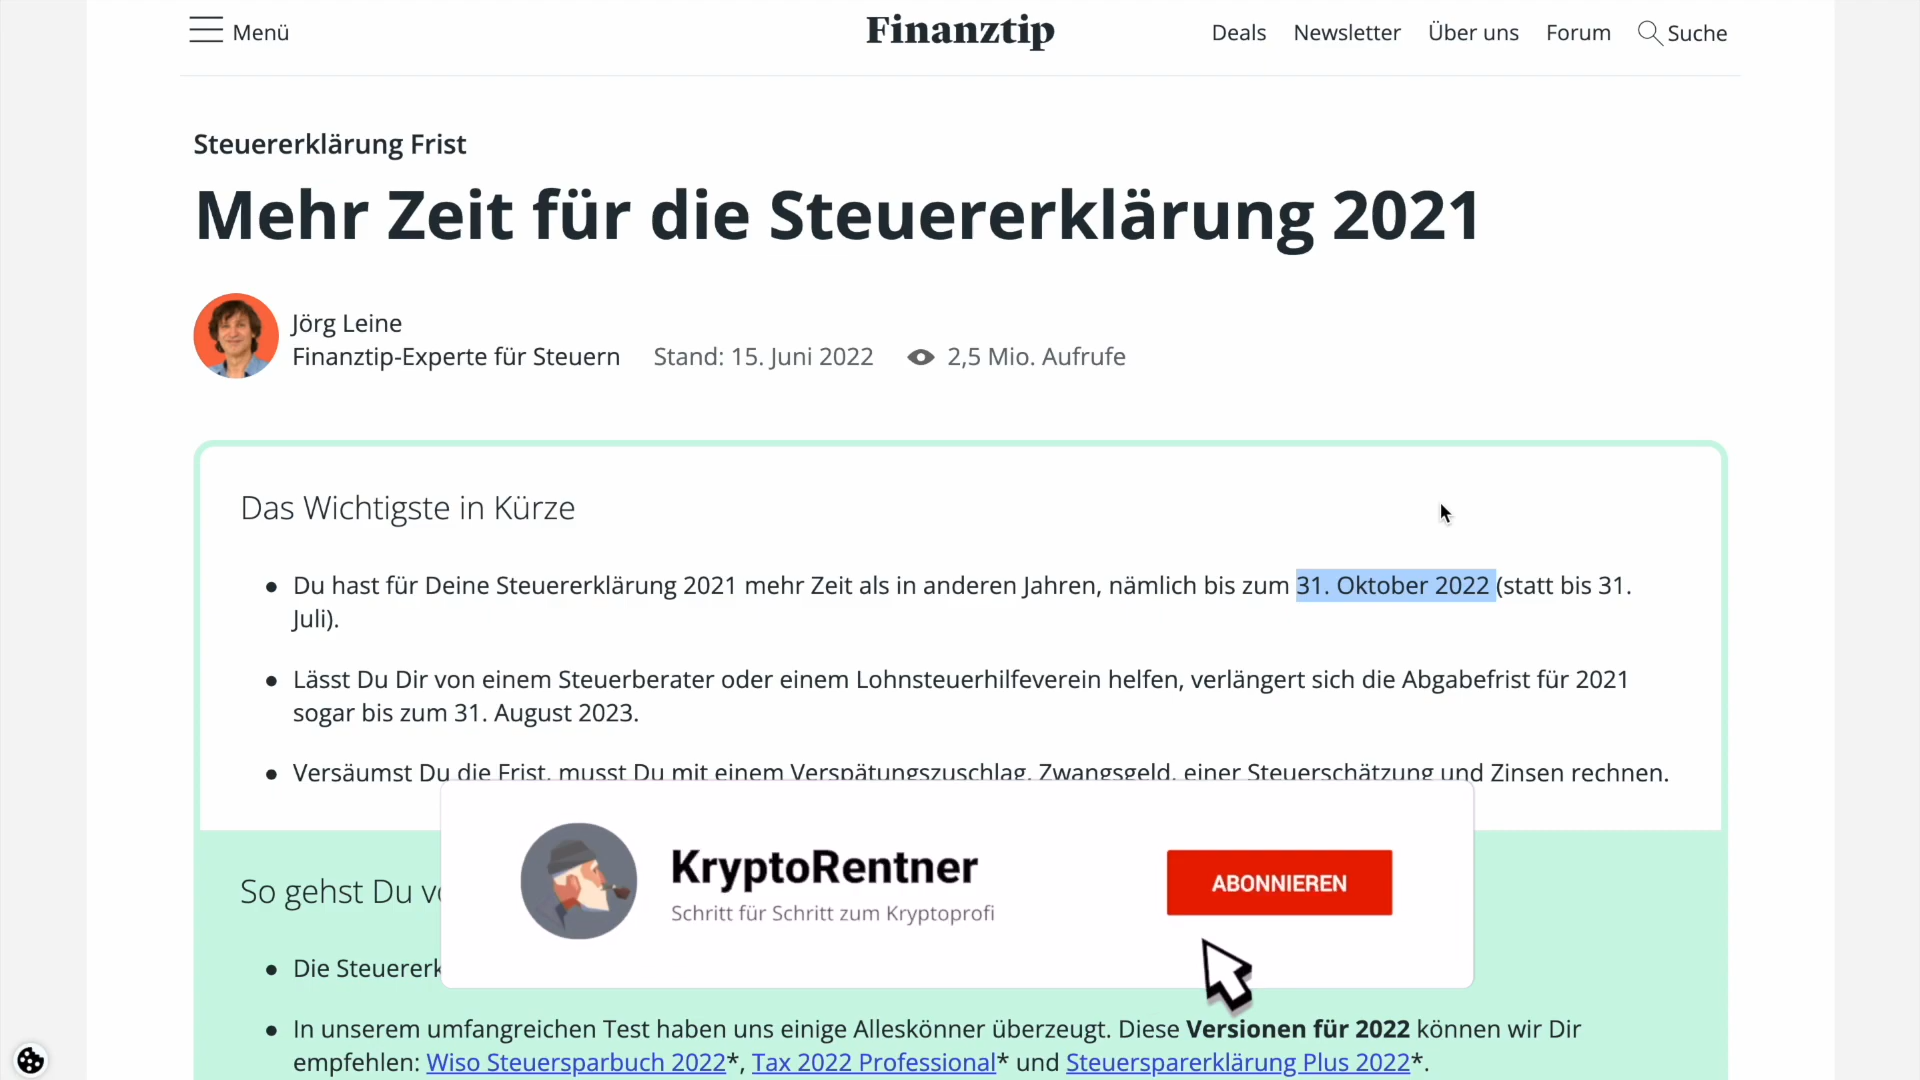 Menü
Finanztip
Deals Newsletter Über uns Forum Suche
Steuererklärung Frist
Mehr Zeit für die Steuererklärung 2021
Jörg Leine
Finanztip-Experte für Steuern Stand: 15. Juni 2022 2,5 Mio. Aufrufe
Das Wichtigste in Kürze
Du hast für Deine Steuererklärung 2021 mehr Zeit als in anderen Jahren, nämlich bis zum 31. Oktober 2022 (statt bis 31.
Juli).
Lässt Du Dir von einem Steuerberater oder einem Lohnsteuerhilfeverein helfen, verlängert sich die Abgabefrist für 2021
sogar bis zum 31. August 2023.
Versäumst Du die Frist, musst Du mit einem Verspätungszuschlag, Zwangsgeld, einer Steuerschätzung und Zinsen rechnen.
KryptoRentner
Schritt für Schritt zum Kryptoprofi
ABONNIEREN
So gehst Du
Die
In unserem umfangreichen Test haben uns einige Alleskönner überzeugt. Diese Versionen für 2022 können wir Dir
empfehlen: Wiso Steuersparbuch 2022*, Tax 2022 Professional* und Steuersparerklärung Plus 2022*.